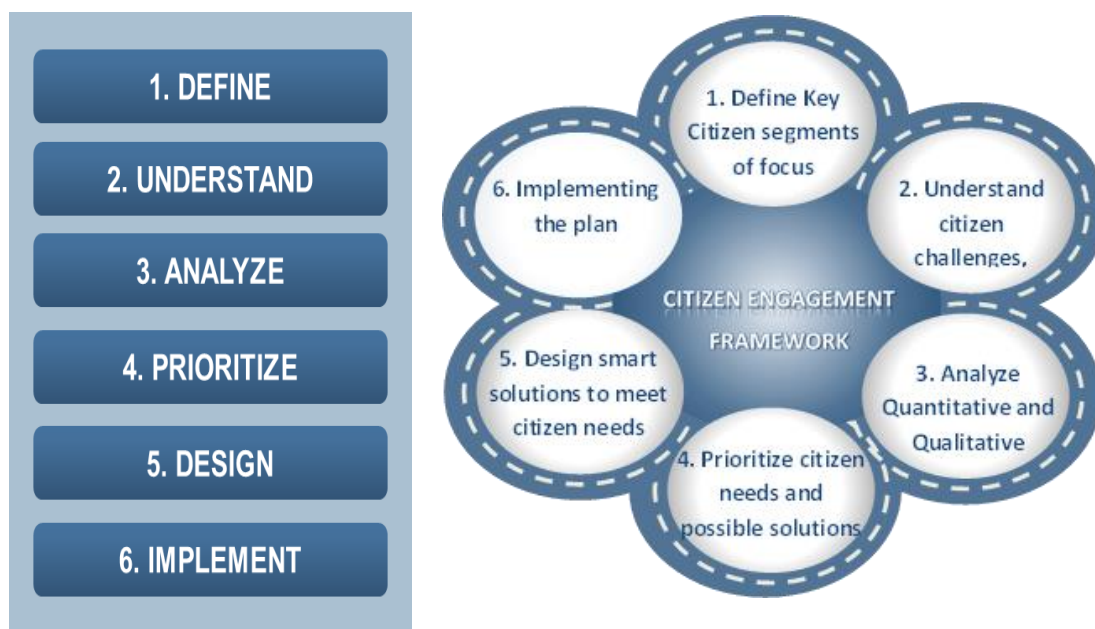 1. DEFINE
2. UNDERSTAND
3. ANALYZE
4. PRIORITIZE
5. DESIGN
6. IMPLEMENT
1. Define Key
Citizen segments
of focus
2. Understand
citizen
challenges,
3. Analyze
Quantitative and
Qualitative
4. Prioritize citizen
needs and
possible solutions
5. Design smart
solutions to meet
citizen needs
6. Implementing
the plan
CITIZEN ENGAGEMENT
FRAMEWORK